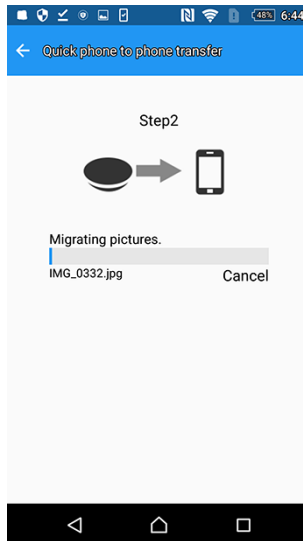 48%
6:44
Quick phone to phone transfer
Step2
Migrating pictures.
IMG_0332.jpg
Cancel